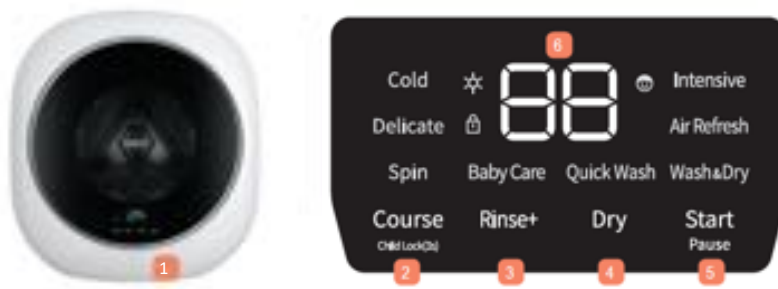 6
Cold 88 Intensive
Delicate Air Refresh
Spin Baby Care Quick Wash Wash&Dry
Course Rinse+ Dry Start
Child Lock(3s) Pause
1 2 3 4 5